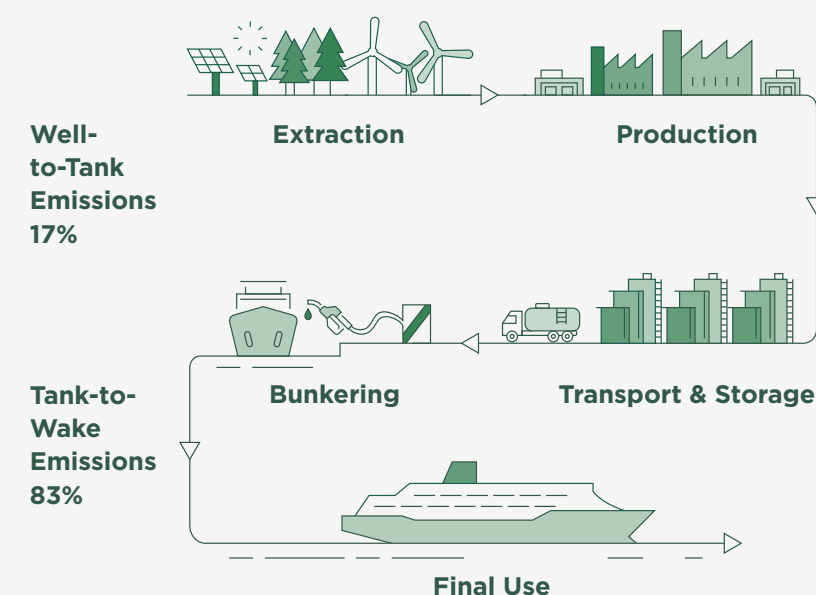 Extraction
Production
Well-
to-Tank
Emissions
17%
Bunkering
Transport & Storage
Tank-to-
Wake
Emissions
83%
Final Use